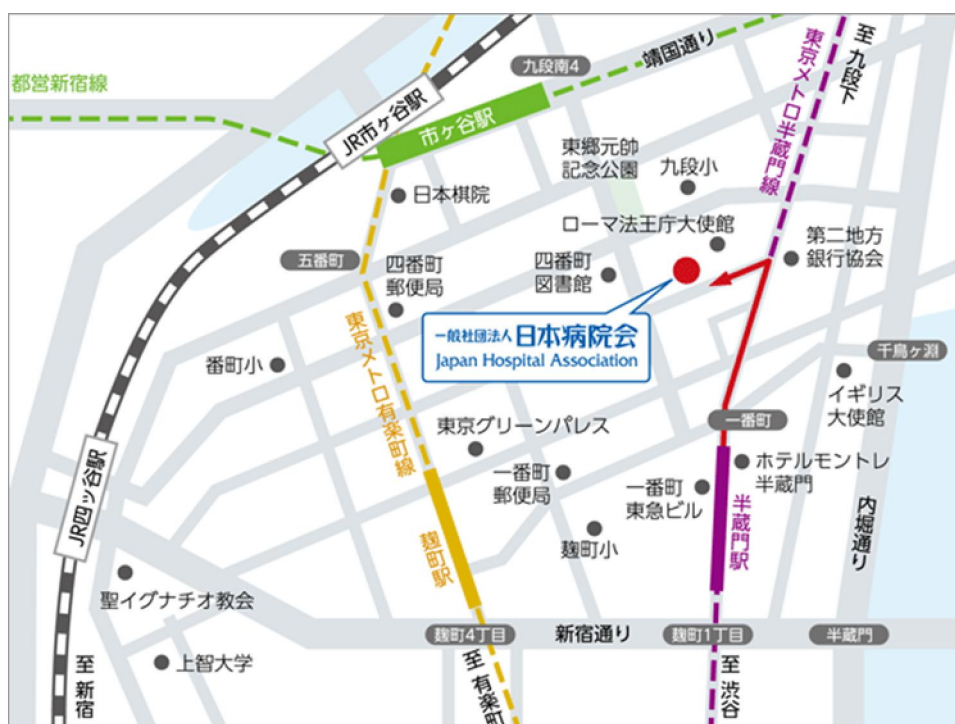 都営新宿線
JR市ヶ谷駅
市ヶ谷駅
九段南4
靖国通り
東京メトロ半蔵門線
至 九段下
東郷元帥
記念公園
九段小
日本棋院
ローマ法王庁大使館
第二地方
銀行協会
五番町
四番町
郵便局
四番町
図書館
一般社団法人 日本病院会
Japan Hospital Association
東京メトロ有楽町線
番町小
千鳥ヶ淵
イギリス
大使館
一番町
東京グリーンパレス
一番町
郵便局
一番町
東急ビル
ホテルモントレ
半蔵門
JR四ッ谷駅
麹町駅
麹町小
半蔵門駅
内堀通り
聖イグナチオ教会
麹町4丁目
新宿通り
麹町1丁目
半蔵門
上智大学
至 新宿
至 有楽町
至 渋谷